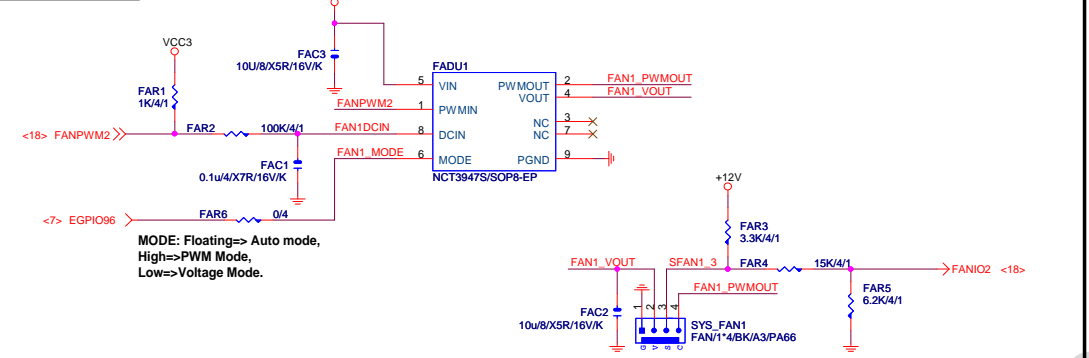 VCC3
FAC3
10U/8/X5R/16V/K
FADU1
FAR1
1K/4/1
5
VIN
PWMOUT
2
FAN1_PWMOUT
VOUT
4
FAN1_VOUT
FANPWM2
1
PWMIN
<18> FANPWM2
FAR2
100K/4/1
FAN1DCIN
8
DCIN
NC
3
NC
7
FAN1_MODE
6
MODE
PGND
9
FAC1
0.1u/4/X7R/16V/K
NCT3947S/SOP8-EP
+12V
<7> EGPIO96
FAR6
0/4
MODE: Floating=> Auto mode,
High=>PWM Mode,
Low=>Voltage Mode.
FAR3
3.3K/4/1
FAN1_VOUT
SFAN1_3
FAR4
15K/4/1
FANIO2 <18>
FAN1_PWMOUT
FAR5
6.2K/4/1
FAC2
10u/8/X5R/16V/K
1
2
3
4
SYS_FAN1
FAN/1*4/BK/A3/PA66
G
V
S
C